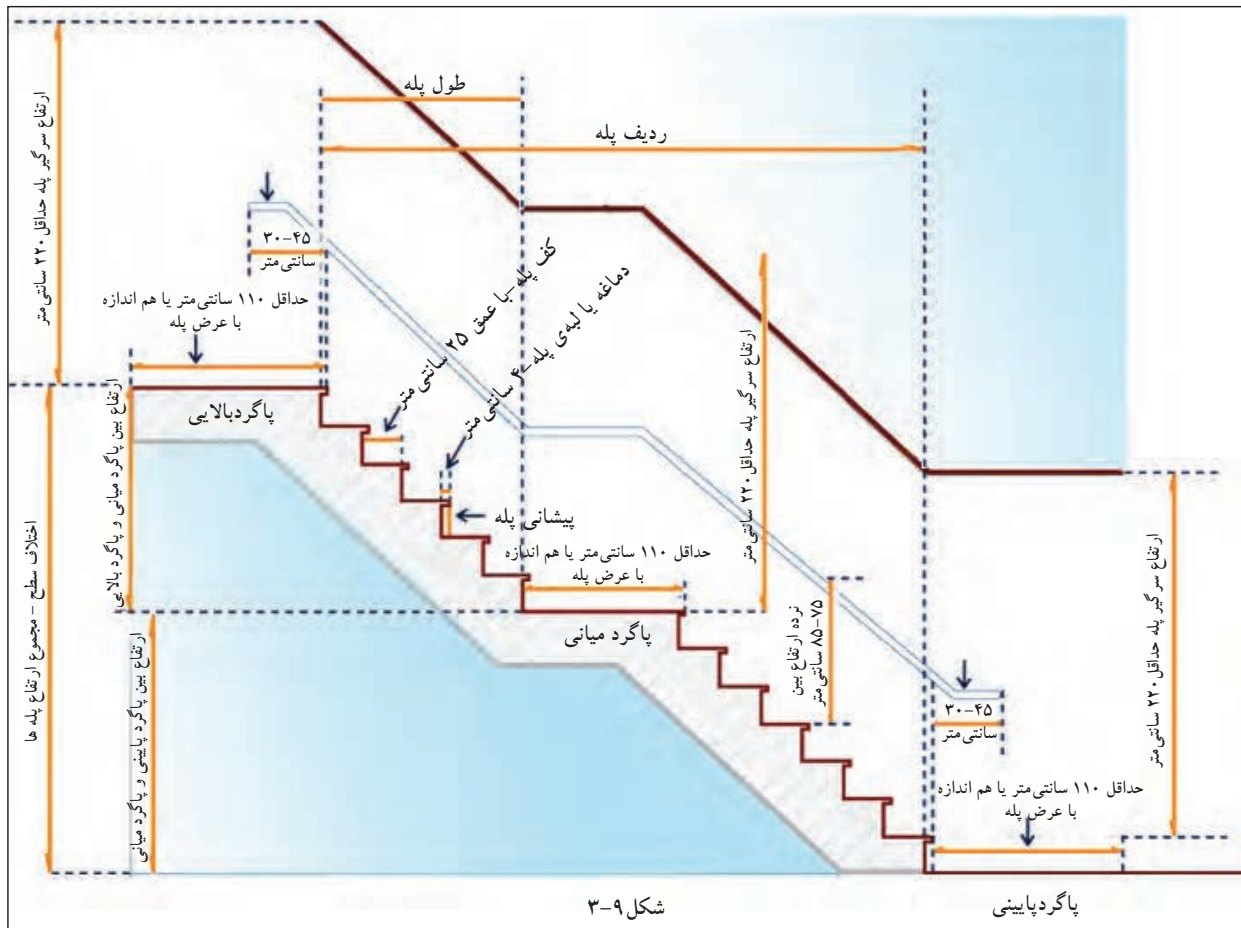 طول پله
ردیف پله
ارتفاع سرگیر پله حداقل ۲۲۰ سانتی‌متر
۳۰-۴۵
سانتی‌متر
حداقل ۱۱۰ سانتی‌متر یا هم اندازه
با عرض پله
کف پله-با عمق ۲۵ سانتی‌متر
دماغه یا لبه‌ی پله-۴ سانتی‌متر
ارتفاع سرگیر پله حداقل ۲۲۰ سانتی‌متر
پاگردبالایی
ارتفاع بین پاگرد میانی و پاگرد بالایی
پیشانی پله
حداقل ۱۱۰ سانتی‌متر یا هم اندازه
با عرض پله
پاگرد میانی
نرده ارتفاع بین
۸۵-۷۵ سانتی‌متر
ارتفاع سرگیر پله حداقل ۲۲۰ سانتی‌متر
اختلاف سطح - مجموع ارتفاع پله ها
ارتفاع بین پاگرد پایینی و پاگرد میانی
۳۰-۴۵
سانتی‌متر
حداقل ۱۱۰ سانتی‌متر یا هم اندازه
با عرض پله
پاگردپایینی
شکل۹-۳